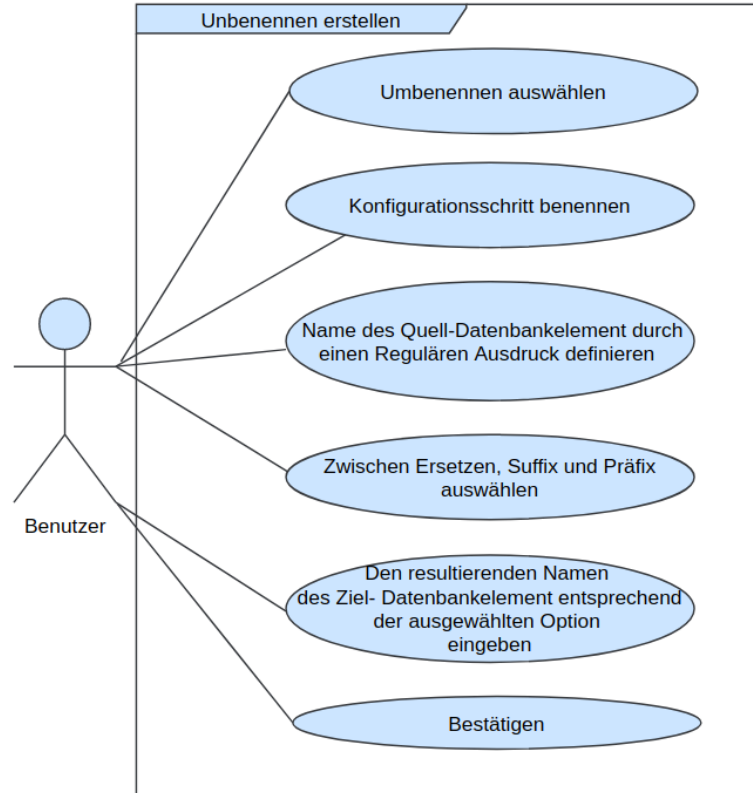 Unbenennen erstellen
Umbenennen auswählen
Konfigurationsschritt benennen
Name des Quell-Datenbankelement durch
einen Regulären Ausdruck definieren
Zwischen Ersetzen, Suffix und Präfix
auswählen
Benutzer
Den resultierenden Namen
des Ziel- Datenbankelement entsprechend
der ausgewählten Option
eingeben
Bestätigen